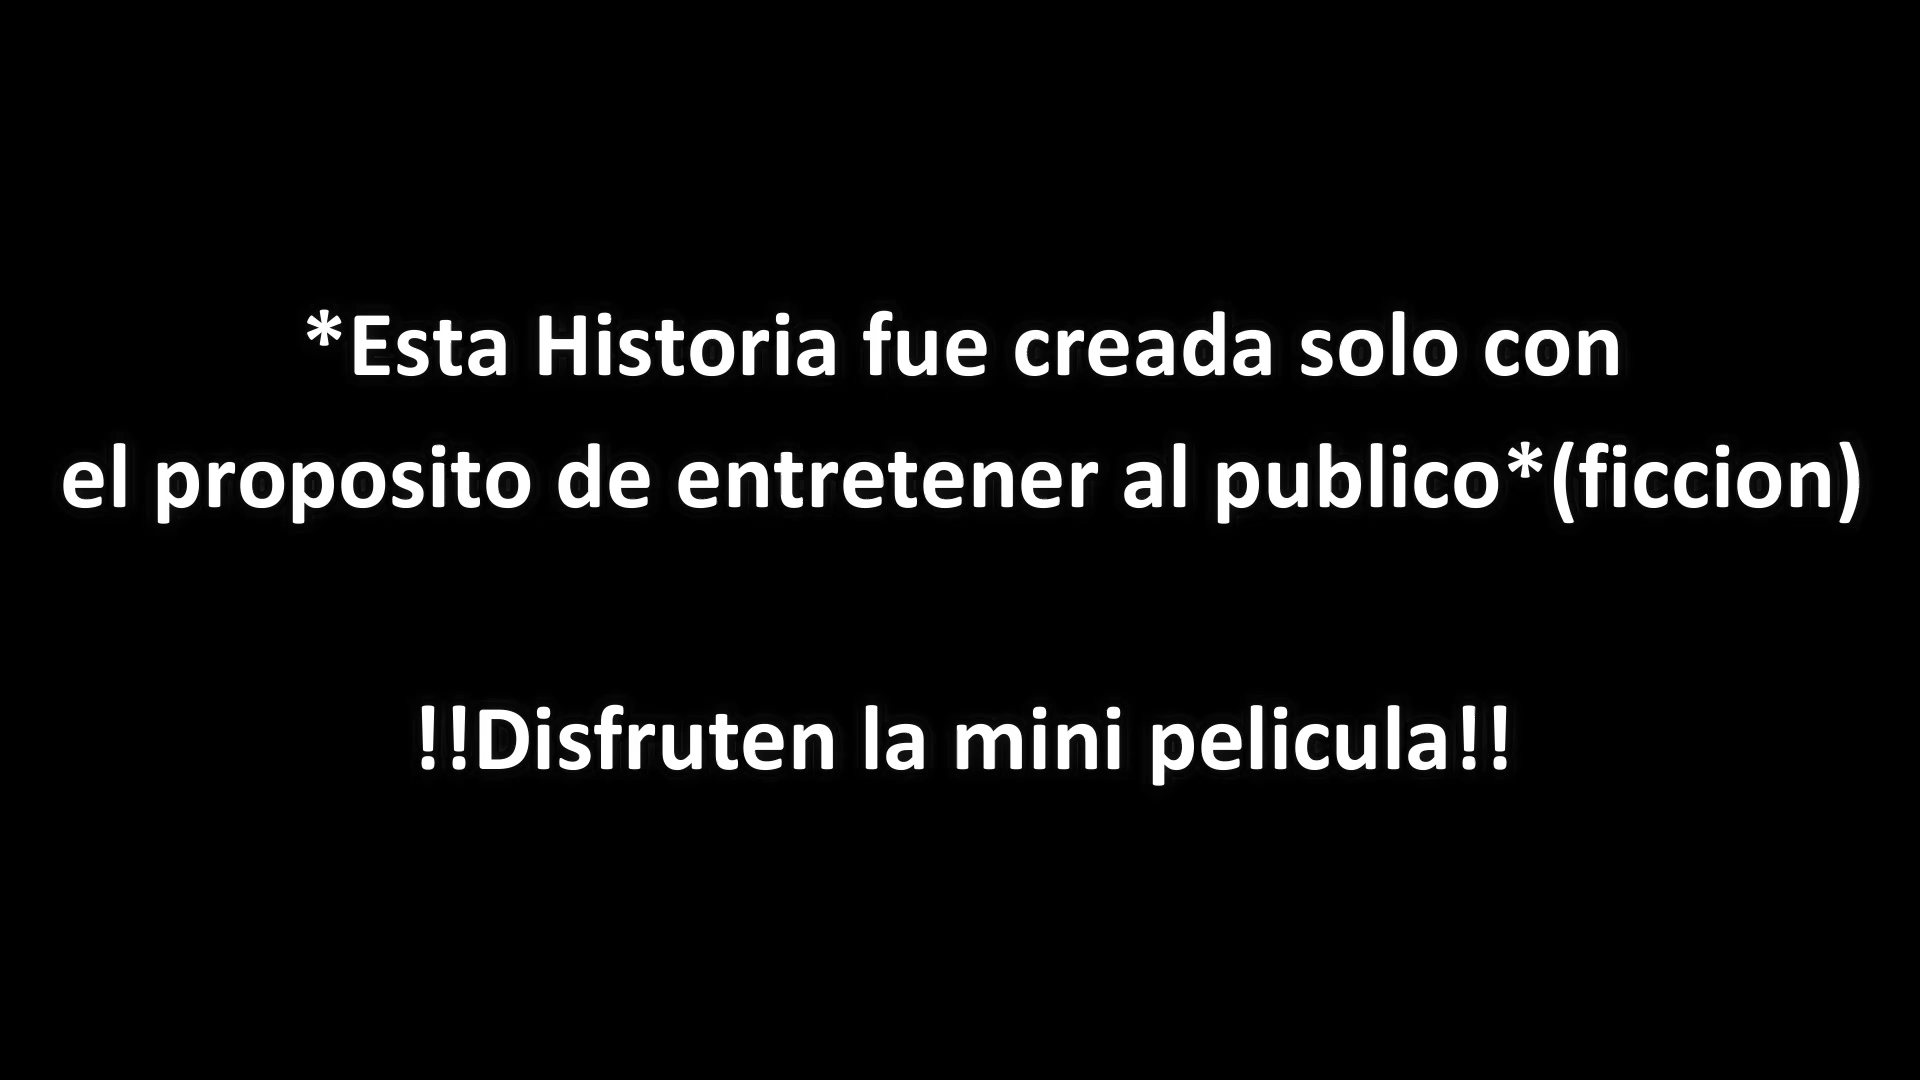 *Esta Historia fue creada solo con
el proposito de entretener al publico*(ficcion)
!!Disfruten la mini pelicula!!